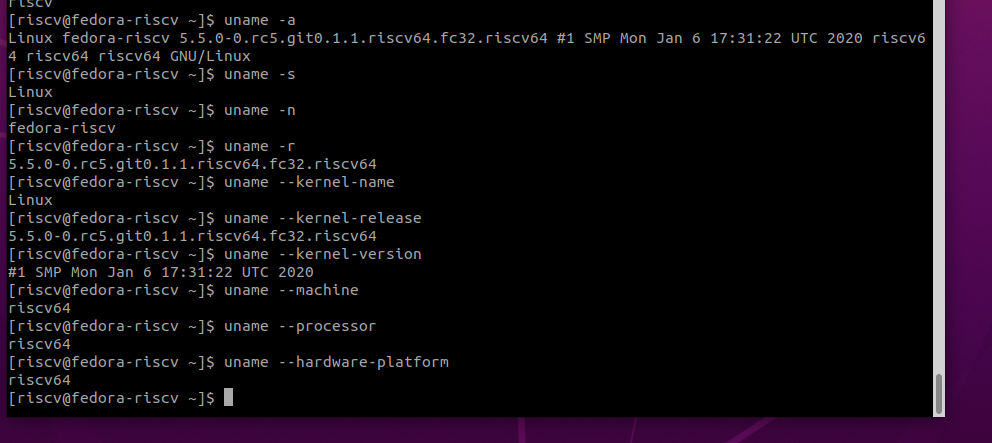 riscv
[riscv@fedora-riscv ~]$ uname -a
Linux fedora-riscv 5.5.0-0.rc5.git0.1.1.riscv64.fc32.riscv64 #1 SMP Mon Jan 6 17:31:22 UTC 2020 riscv6
4 riscv64 riscv64 GNU/Linux
[riscv@fedora-riscv ~]$ uname -s
Linux
[riscv@fedora-riscv ~]$ uname -n
fedora-riscv
[riscv@fedora-riscv ~]$ uname -r
5.5.0-0.rc5.git0.1.1.riscv64.fc32.riscv64
[riscv@fedora-riscv ~]$ uname --kernel-name
Linux
[riscv@fedora-riscv ~]$ uname --kernel-release
5.5.0-0.rc5.git0.1.1.riscv64.fc32.riscv64
[riscv@fedora-riscv ~]$ uname --kernel-version
#1 SMP Mon Jan 6 17:31:22 UTC 2020
[riscv@fedora-riscv ~]$ uname --machine
riscv64
[riscv@fedora-riscv ~]$ uname --processor
riscv64
[riscv@fedora-riscv ~]$ uname --hardware-platform
riscv64
[riscv@fedora-riscv ~]$